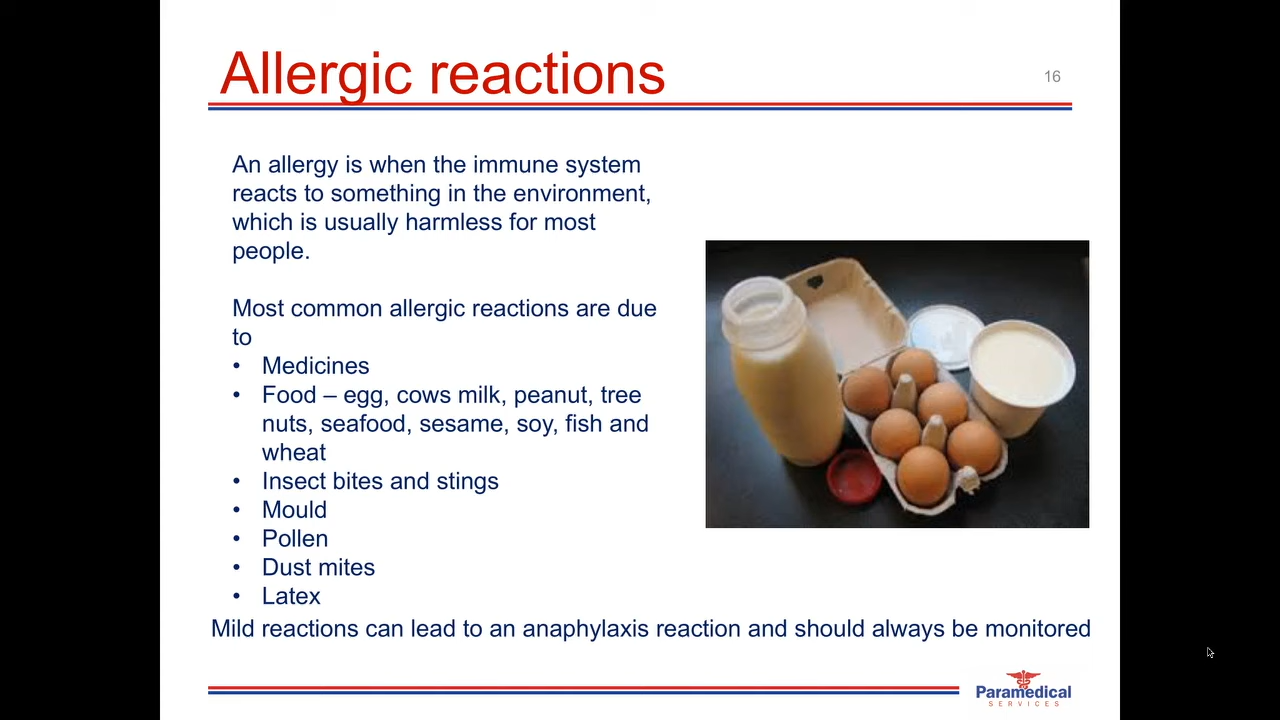 Allergic reactions
16
An allergy is when the immune system
reacts to something in the environment,
which is usually harmless for most
people.
Most common allergic reactions are due
to
• Medicines
• Food – egg, cows milk, peanut, tree
nuts, seafood, sesame, soy, fish and
wheat
• Insect bites and stings
• Mould
• Pollen
• Dust mites
• Latex
Mild reactions can lead to an anaphylaxis reaction and should always be monitored
Paramedical
SERVICES